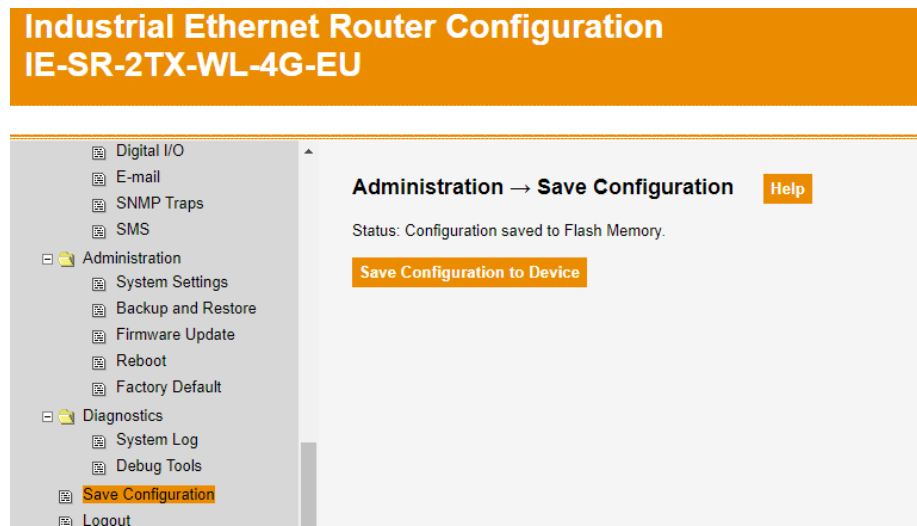 Industrial Ethernet Router Configuration
IE-SR-2TX-WL-4G-EU
Digital I/O
E-mail
SNMP Traps
SMS
Administration
System Settings
Backup and Restore
Firmware Update
Reboot
Factory Default
Diagnostics
System Log
Debug Tools
Save Configuration
Logout
Administration → Save Configuration
Help
Status: Configuration saved to Flash Memory.
Save Configuration to Device